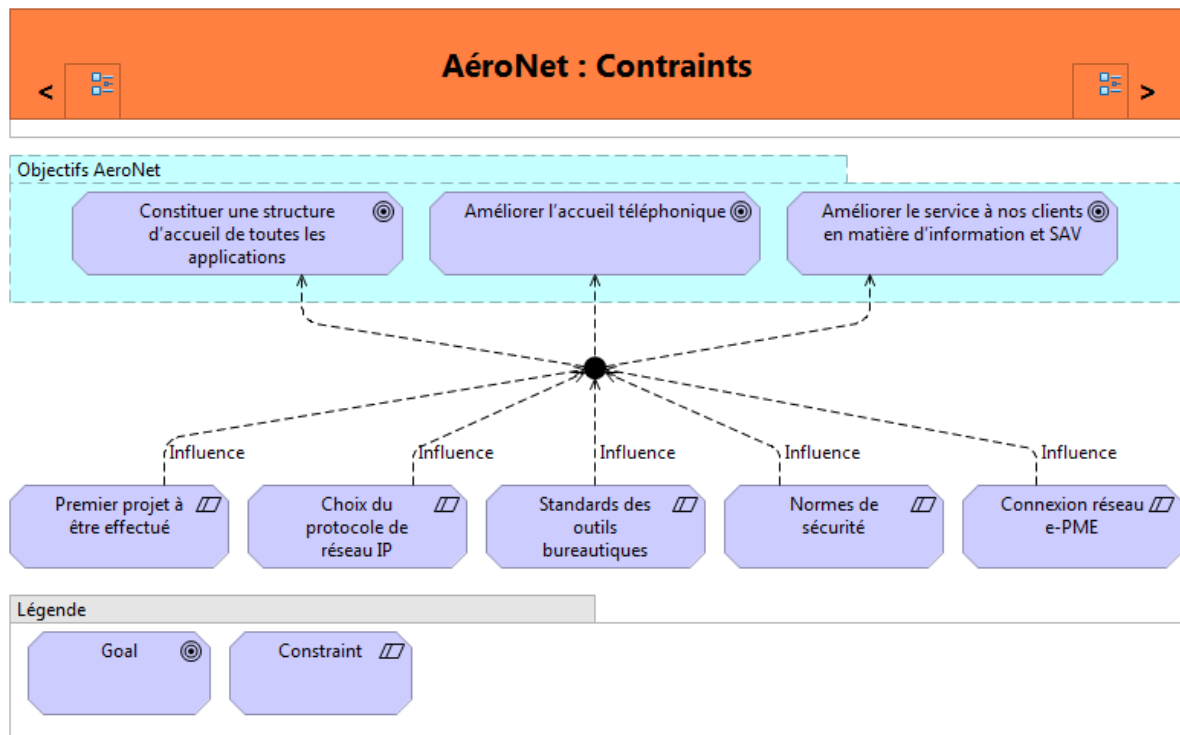 AéroNet : Contraints
<
>
Objectifs AeroNet
Constituer une structure
d'accueil de toutes les
applications
Améliorer l'accueil téléphonique
Améliorer le service à nos clients
en matière d'information et SAV
Influence
Influence
Influence
Influence
Influence
Premier projet à
être effectué
Choix du
protocole de
réseau IP
Standards des
outils
bureautiques
Normes de
sécurité
Connexion réseau
e-PME
Légende
Goal
Constraint